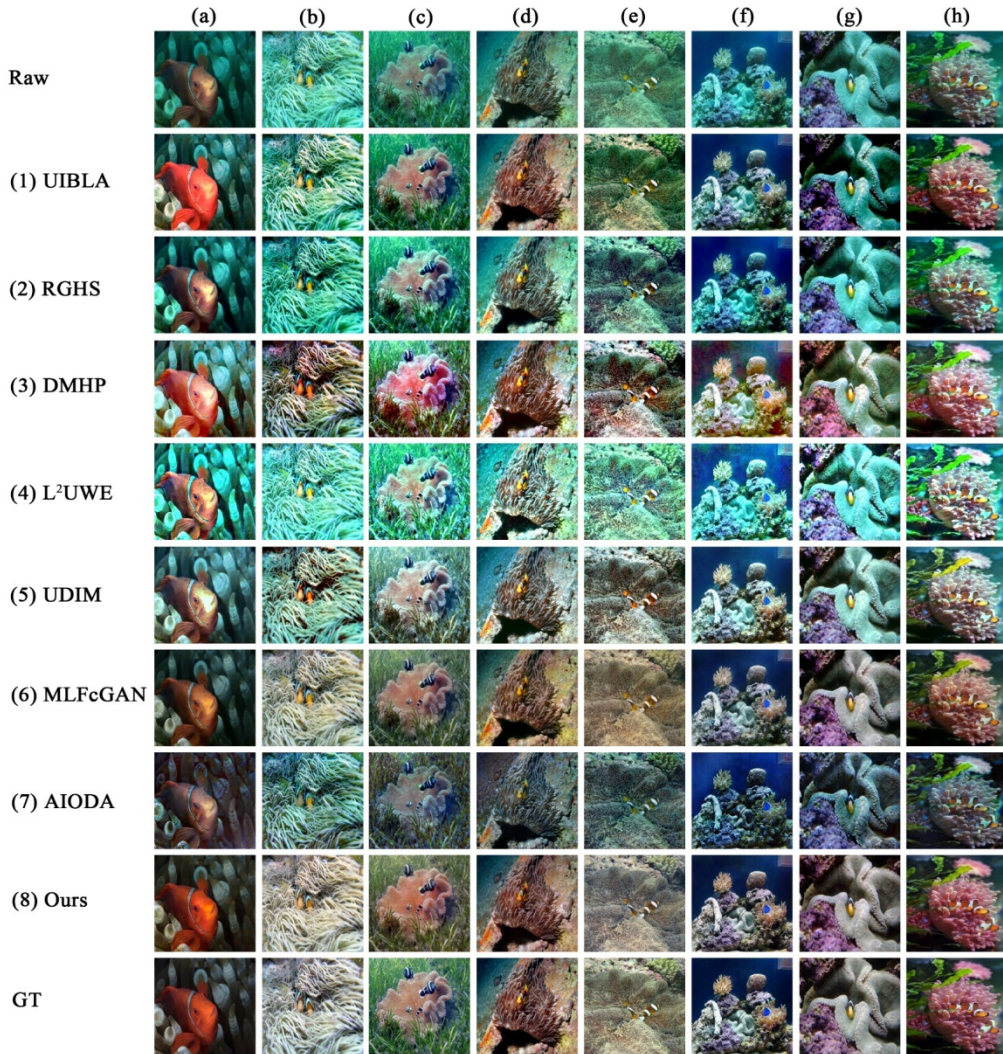 (a) (b) (c) (d) (e) (f) (g) (h)
Raw
(1) UIBLA
(2) RGHS
(3) DMHP
(4) L²UWE
(5) UDIM
(6) MLFcGAN
(7) AIODA
(8) Ours
GT